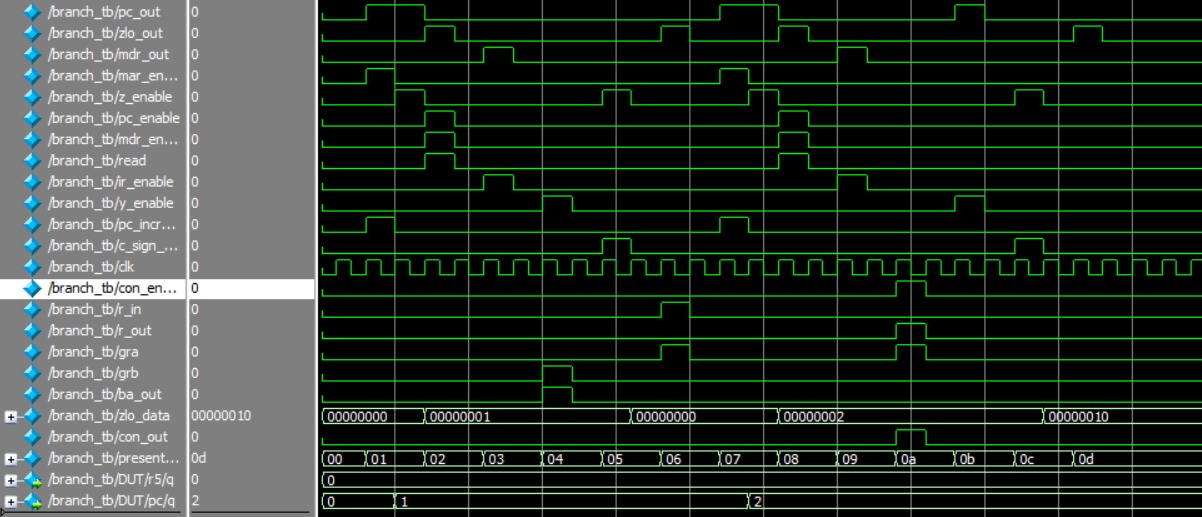 /branch_tb/pc_out 0
/branch_tb/zlo_out 0
/branch_tb/mdr_out 0
/branch_tb/mar_en... 0
/branch_tb/z_enable 0
/branch_tb/pc_enable 0
/branch_tb/mdr_en... 0
/branch_tb/read 0
/branch_tb/ir_enable 0
/branch_tb/y_enable 0
/branch_tb/pc_incr... 0
/branch_tb/c_sign_... 0
/branch_tb/clk 0
/branch_tb/con_en... 0
/branch_tb/r_in 0
/branch_tb/r_out 0
/branch_tb/gra 0
/branch_tb/grb 0
/branch_tb/ba_out 0
/branch_tb/zlo_data 00000010 00000000 00000001 00000000 00000002 00000010
/branch_tb/con_out 0
/branch_tb/present... 0d 00 01 02 03 04 05 06 07 08 09 0a 0b 0c 0d
/branch_tb/DUT/r5/q 0 0
/branch_tb/DUT/pc/q 2 0 1 2